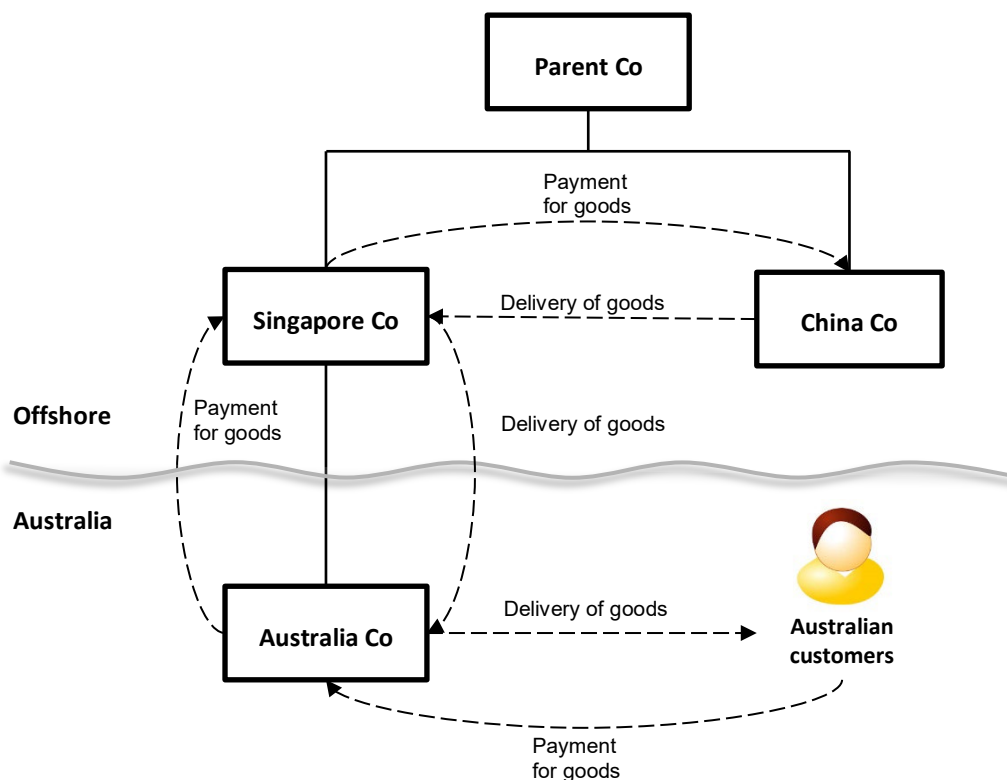 Parent Co
Payment
for goods
Singapore Co
Delivery of goods
China Co
Offshore
Payment
for goods
Delivery of goods
Australia
Australia Co
Delivery of goods
Australian
customers
Payment
for goods